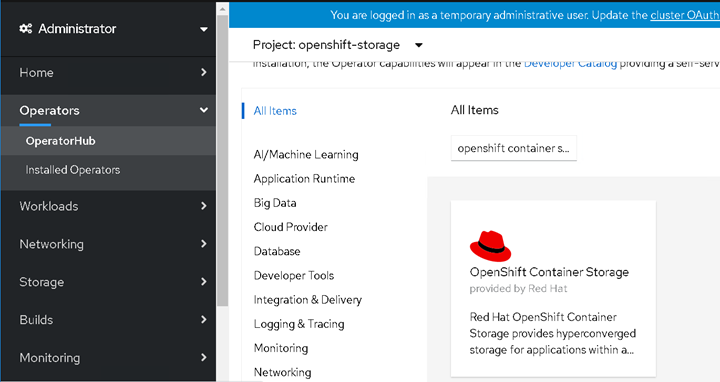 You are logged in as a temporary administrative user. Update the cluster OAuth
Administrator
Project: openshift-storage
installation, the Operator capabilities will appear in the Developer Catalog providing a self-serv
Home
Operators
OperatorHub
Installed Operators
Workloads
Networking
Storage
Builds
Monitoring
All Items
AI/Machine Learning
Application Runtime
Big Data
Cloud Provider
Database
Developer Tools
Integration & Delivery
Logging & Tracing
Monitoring
Networking
All Items
openshift container s...
OpenShift Container Storage
provided by Red Hat
Red Hat OpenShift Container
Storage provides hyperconverged
storage for applications within a...